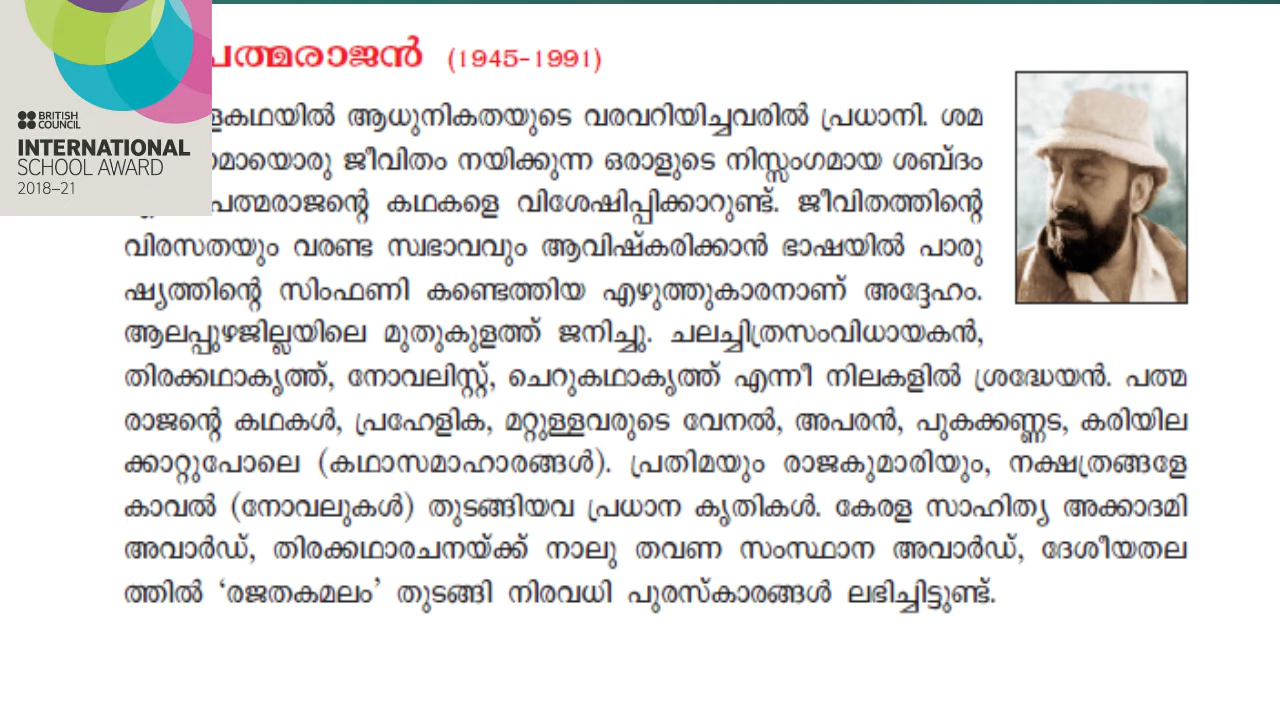 പത്മരാജൻ (1945-1991)
ആധുനികതയുടെ വരവറിയിച്ചവരിൽ പ്രധാനി. ശമ
ജീവിതം നയിക്കുന്ന ഒരാളുടെ നിസ്സംഗമായ ശബ്ദം
പത്മരാജന്റെ കഥകളെ വിശേഷിപ്പിക്കാറുണ്ട്. ജീവിതത്തിന്റെ
വിരസതയും വരണ്ട സ്വഭാവവും ആവിഷ്കരിക്കാൻ ഭാഷയിൽ പാരു
ഷ്യത്തിന്റെ സിംഫണി കണ്ടെത്തിയ എഴുത്തുകാരനാണ് അദ്ദേഹം.
ആലപ്പുഴജില്ലയിലെ മുതുകുളത്ത് ജനിച്ചു. ചലച്ചിത്രസംവിധായകൻ,
തിരക്കഥാകൃത്ത്, നോവലിസ്റ്റ്, ചെറുകഥാകൃത്ത് എന്നീ നിലകളിൽ ശ്രദ്ധേയൻ. പത്മ
രാജന്റെ കഥകൾ, പ്രഹേളിക, മറ്റുള്ളവരുടെ വേനൽ, അപരൻ, പുകക്കണ്ണട, കരിയില
ക്കാറ്റുപോലെ (കഥാസമാഹാരങ്ങൾ). പ്രതിമയും രാജകുമാരിയും, നക്ഷത്രങ്ങളേ
കാവൽ (നോവലുകൾ) തുടങ്ങിയവ പ്രധാന കൃതികൾ. കേരള സാഹിത്യ അക്കാദമി
അവാർഡ്, തിരക്കഥാരചനയ്ക്ക് നാലു തവണ സംസ്ഥാന അവാർഡ്, ദേശീയതല
ത്തിൽ ‘രജതകമലം’ തുടങ്ങി നിരവധി പുരസ്കാരങ്ങൾ ലഭിച്ചിട്ടുണ്ട്.
BRITISH
COUNCIL
INTERNATIONAL
SCHOOL AWARD
2018–21